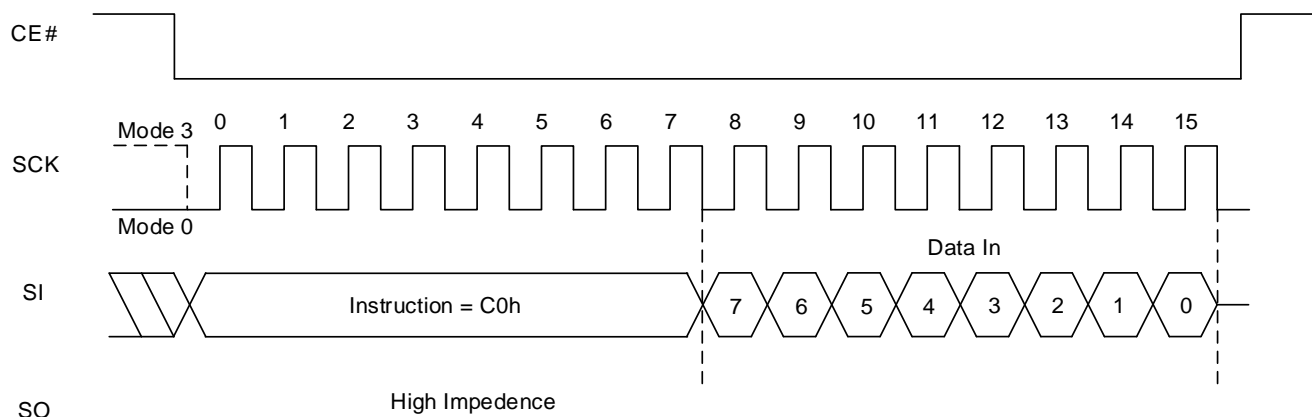 CE#
Mode 3 0 1 2 3 4 5 6 7 8 9 10 11 12 13 14 15
SCK
Mode 0
Data In
SI Instruction = C0h 7 6 5 4 3 2 1 0
High Impedence
SO